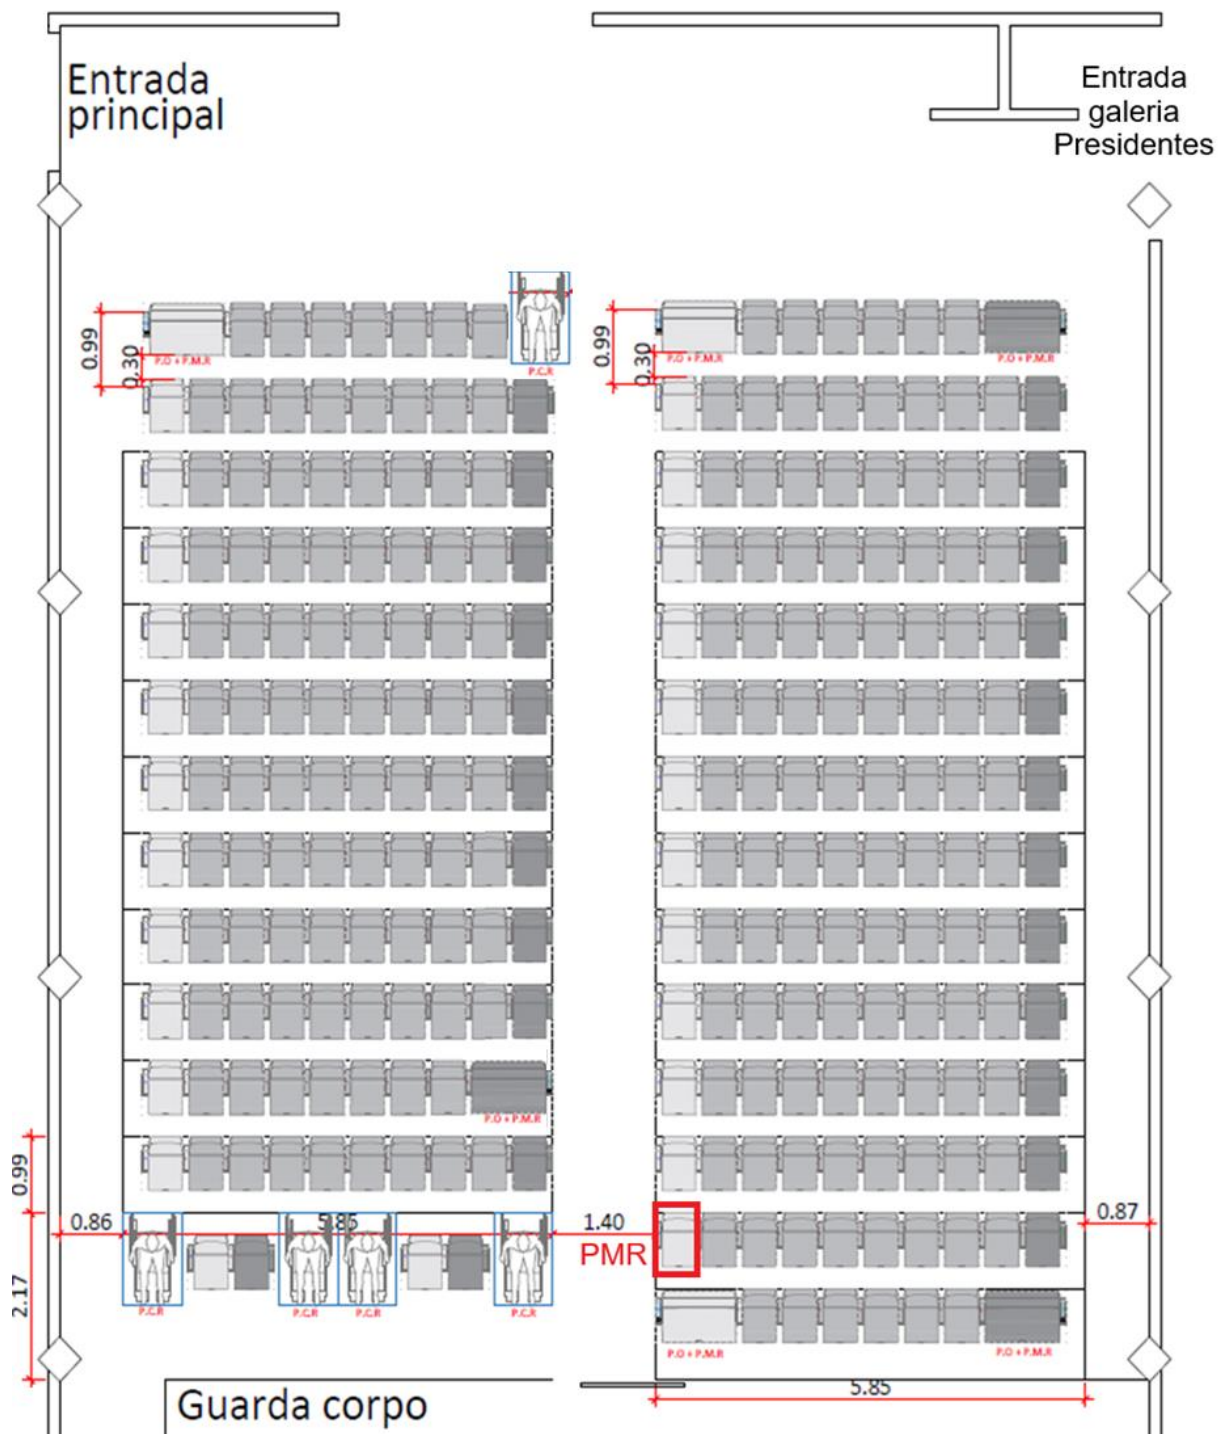 Entrada
principal
Entrada
galeria
Presidentes
0.99
0.30
P.O + P.M.R
P.C.R
0.99
0.30
P.O + P.M.R
P.O + P.M.R
P.O + P.M.R
0.99
0.86
5.85
1.40
PMR
0.87
2.17
P.C.R
P.C.R
P.C.R
P.C.R
P.O + P.M.R
P.O + P.M.R
5.85
Guarda corpo